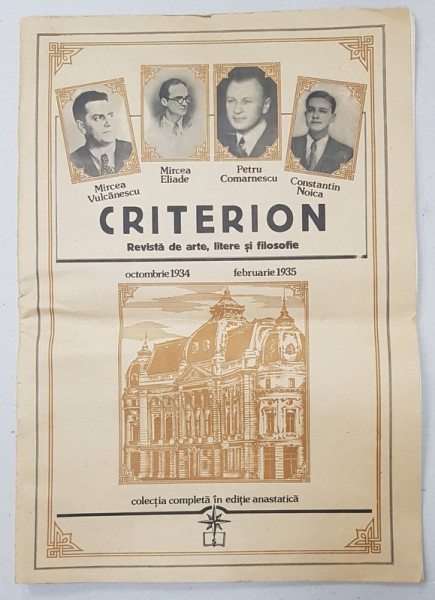 Mircea
Vulcănescu
Mircea
Eliade
Petru
Comarnescu
Constantin
Noica
CRITERION
Revistă de arte, litere și filosofie
octombrie 1934
februarie 1935
colecția completă în ediție anastatică
S